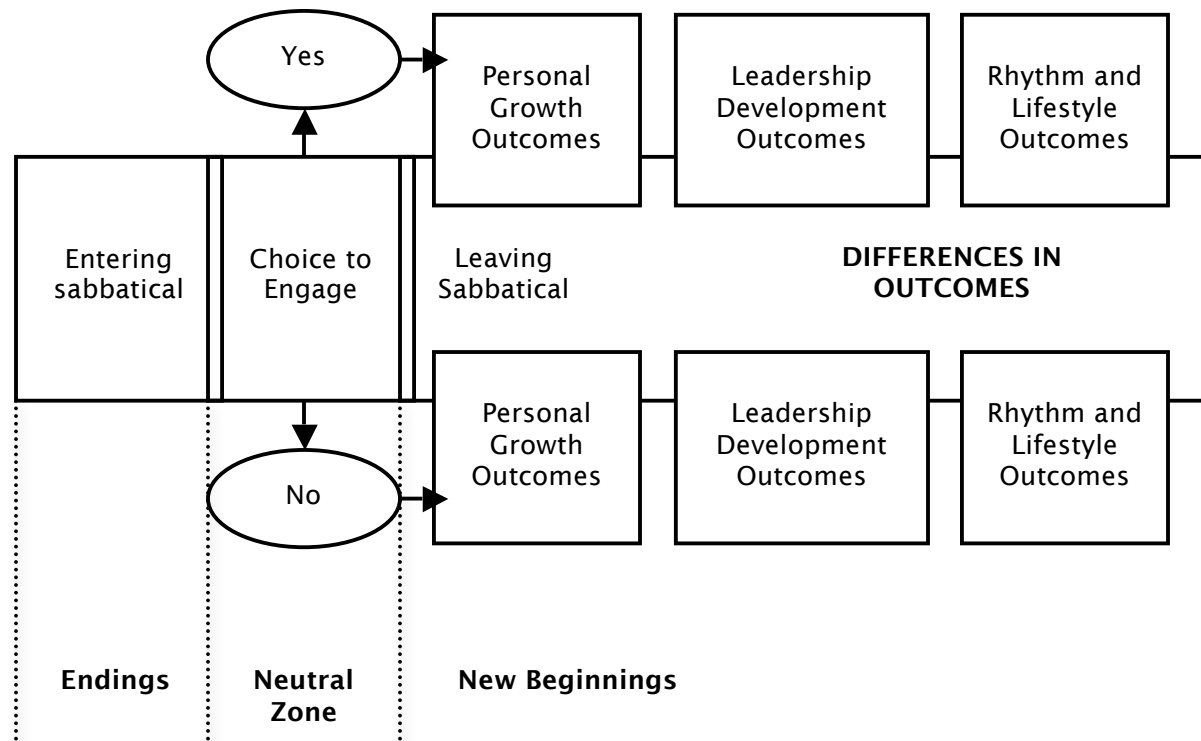 Yes
Personal
Growth
Outcomes
Leadership
Development
Outcomes
Rhythm and
Lifestyle
Outcomes
Entering
sabbatical
Choice to
Engage
Leaving
Sabbatical
DIFFERENCES IN
OUTCOMES
No
Personal
Growth
Outcomes
Leadership
Development
Outcomes
Rhythm and
Lifestyle
Outcomes
Endings
Neutral
Zone
New Beginnings